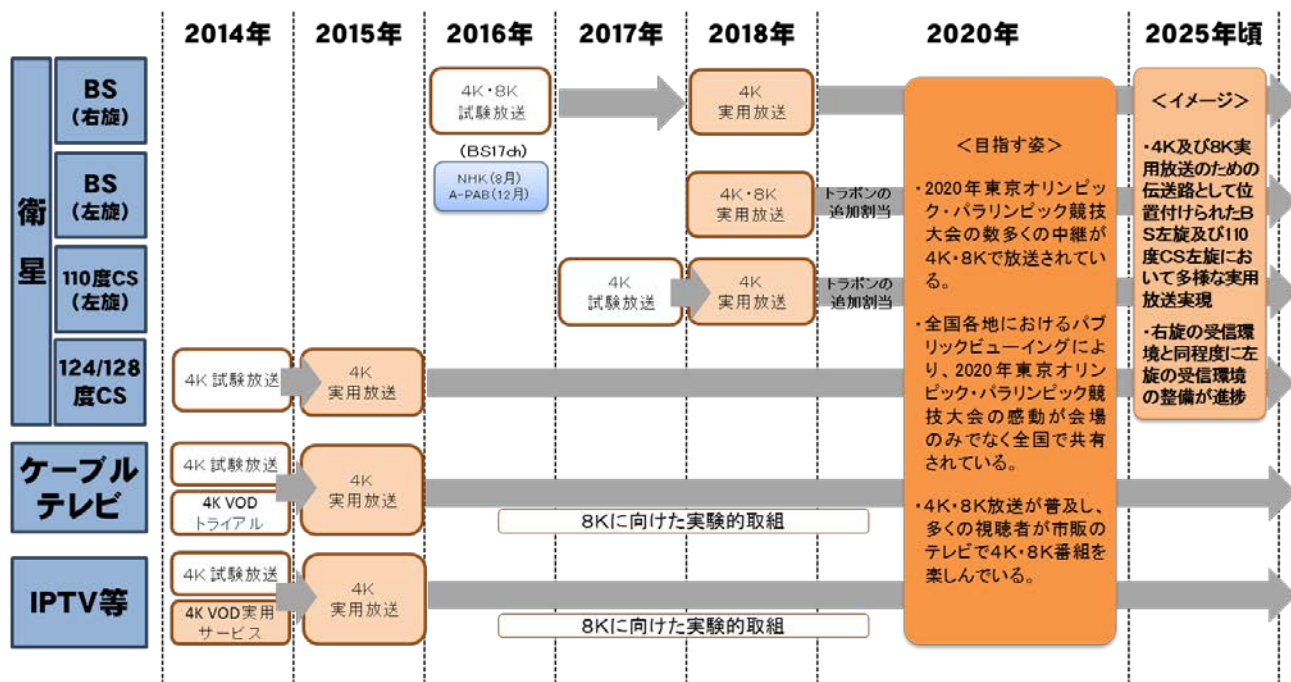 2014年 2015年 2016年 2017年 2018年 2020年 2025年頃
衛星
BS
(右旋)
4K・8K
試験放送
4K
実用放送
(BS17ch)
NHK(8月)
A-PAB(12月)
BS
(左旋)
4K・8K
実用放送
トラポンの
追加割当
110度CS
(左旋)
4K
試験放送
4K
実用放送
トラポンの
追加割当
124/128
度CS
4K 試験放送
4K
実用放送
ケーブル
テレビ
4K 試験放送
4K VOD
トライアル
4K
実用放送
8Kに向けた実験的取組
IPTV等
4K 試験放送
4K VOD実用
サービス
4K
実用放送
8Kに向けた実験的取組
<目指す姿>
・2020年東京オリンピッ
ク・パラリンピック競技
大会の数多くの中継が
4K・8Kで放送されてい
る。
・全国各地におけるパブ
リックビューイングによ
り、2020年東京オリン
ピック・パラリンピック競
技大会の感動が会場
のみでなく全国で共有
されている。
・4K・8K放送が普及し、
多くの視聴者が市販の
テレビで4K・8K番組を
楽しんでいる。
<イメージ>
・4K及び8K実
用放送のための
伝送路として位
置付けられたB
S左旋及び110
度CS左旋にお
いて多様な実用
放送実現
・右旋の受信環
境と同程度に左
旋の受信環境
の整備が進捗